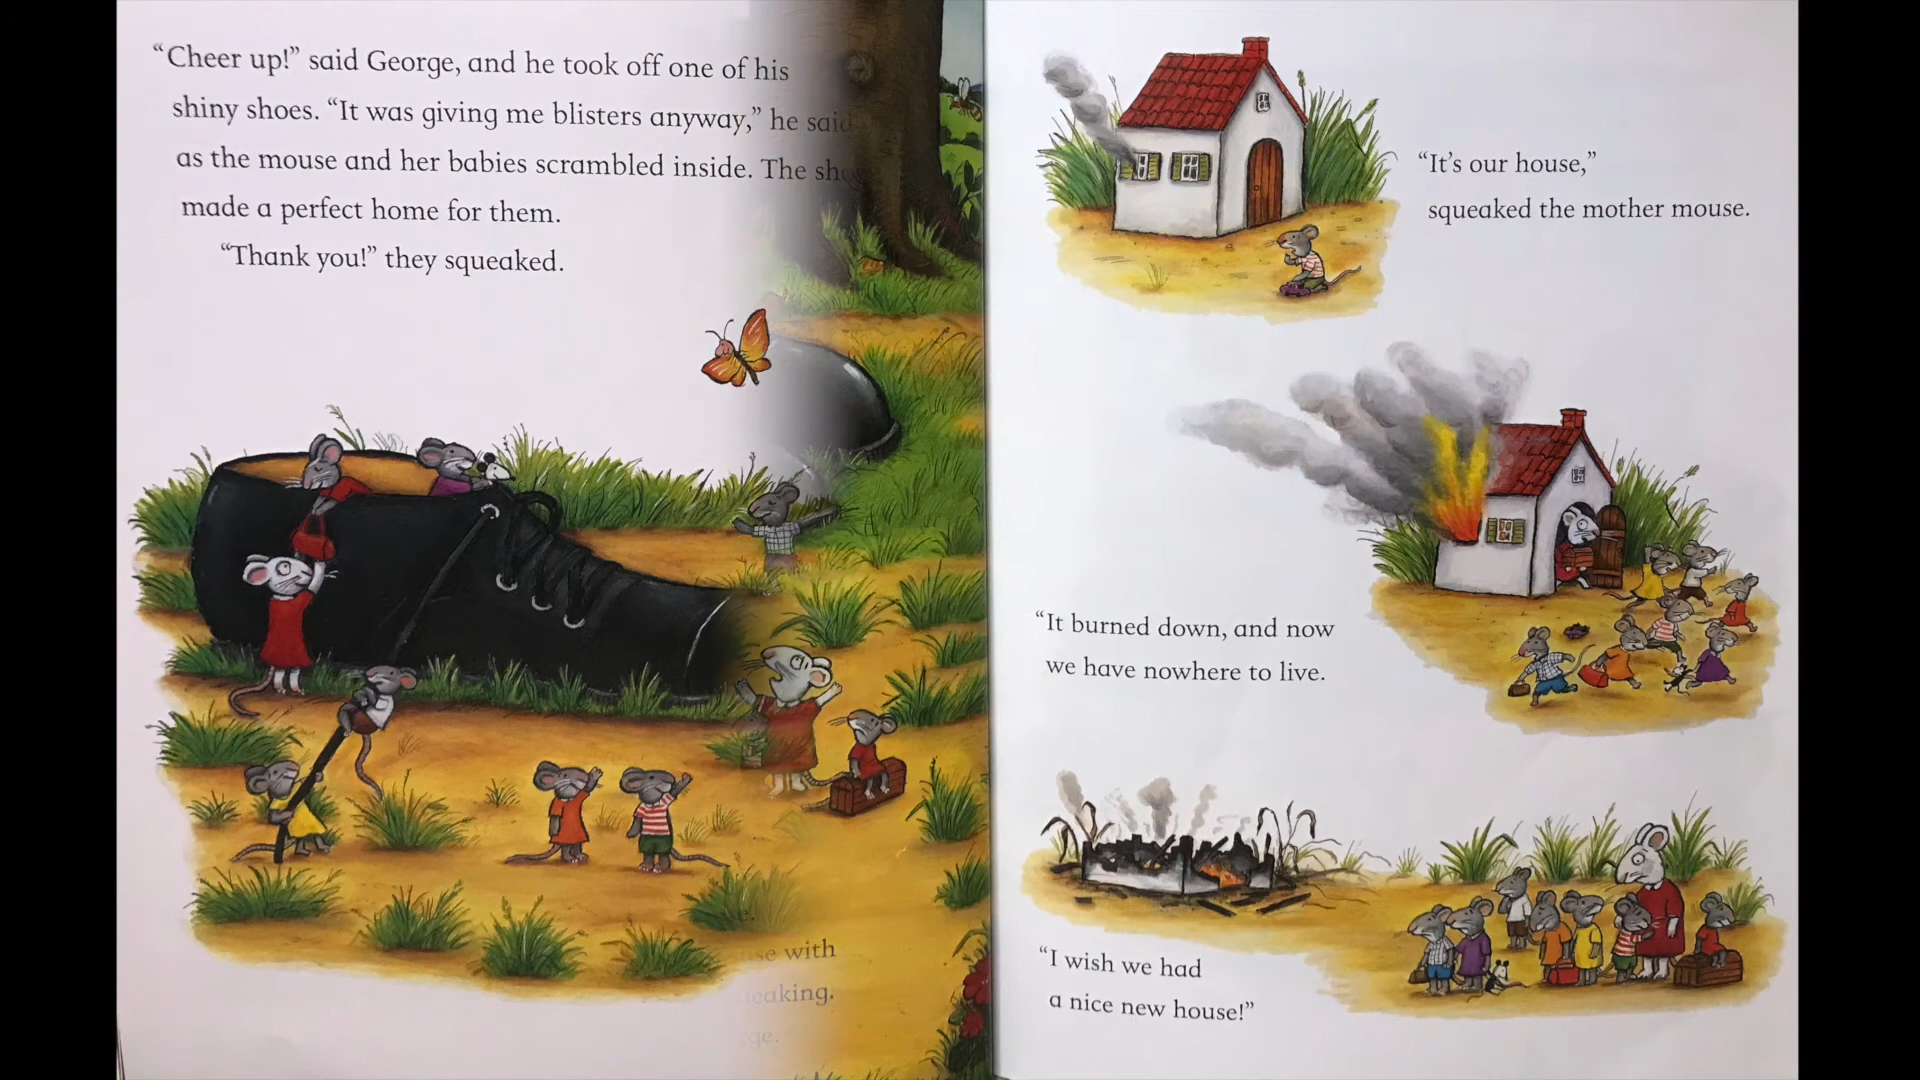 “Cheer up!” said George, and he took off one of his
shiny shoes. “It was giving me blisters anyway,” he said
as the mouse and her babies scrambled inside. The
made a perfect home for them.
“Thank you!” they squeaked.
with
“It’s our house,”
squeaked the mother mouse.
“It burned down, and now
we have nowhere to live.
“I wish we had
a nice new house!”